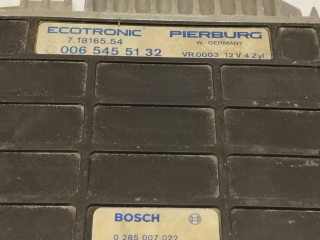 ECOTRONIC PIERBURG
7.18165.54 W.-GERMANY
006 545 51 32 VR 0003 12 V 4 Zyl.
BOSCH
0 285 007 022